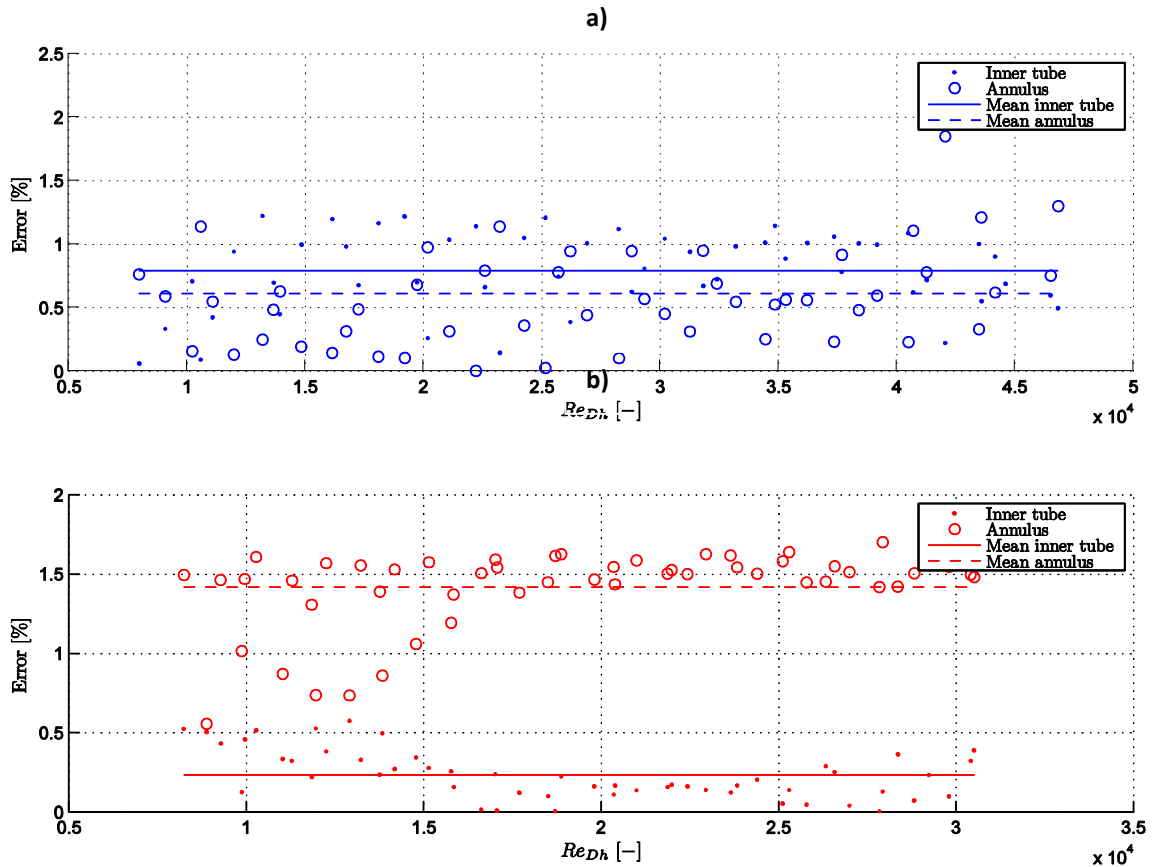 a)
2.5
2
1.5
1
0.5
0
Error [%]
Inner tube
Annulus
Mean inner tube
Mean annulus
0.5 1 1.5 2 2.5 3 3.5 4 4.5 5
b)
Re_Dh [−]
x 10^4
2
1.5
1
0.5
0
Error [%]
Inner tube
Annulus
Mean inner tube
Mean annulus
0.5 1 1.5 2 2.5 3 3.5
Re_Dh [−]
x 10^4